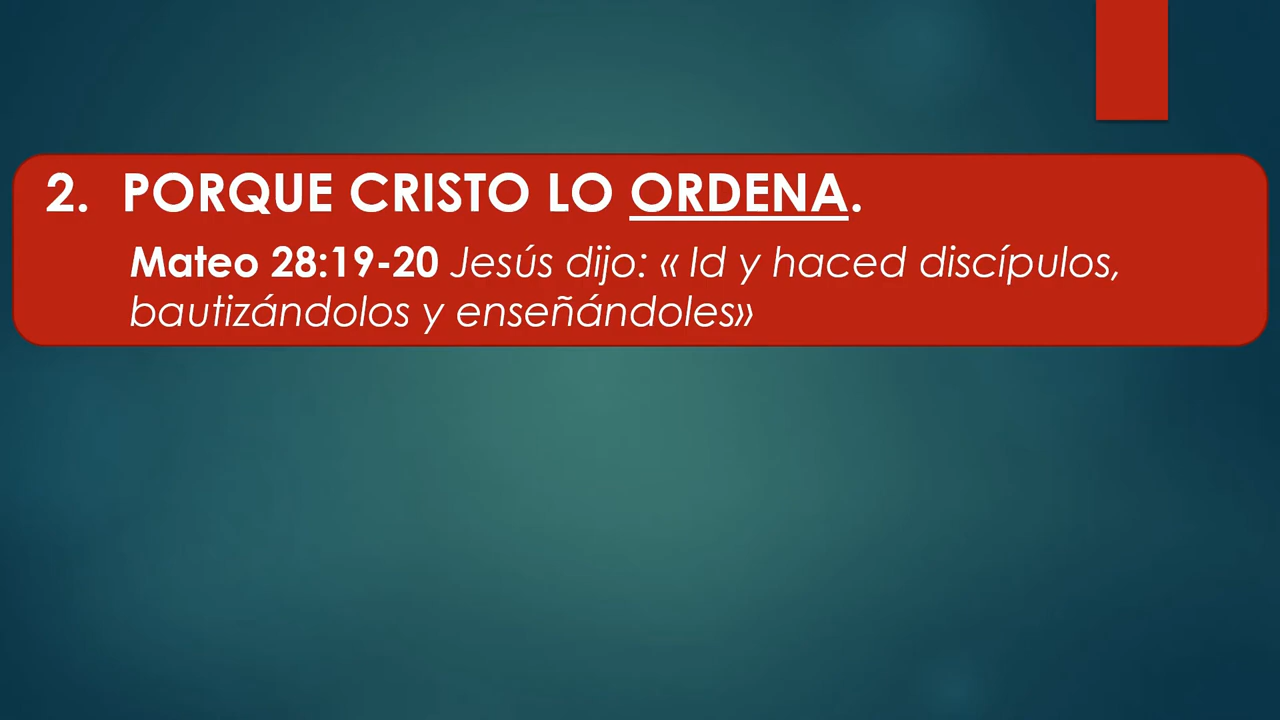 2. PORQUE CRISTO LO ORDENA.
Mateo 28:19-20 Jesús dijo: « Id y haced discípulos,
bautizándolos y enseñándoles»